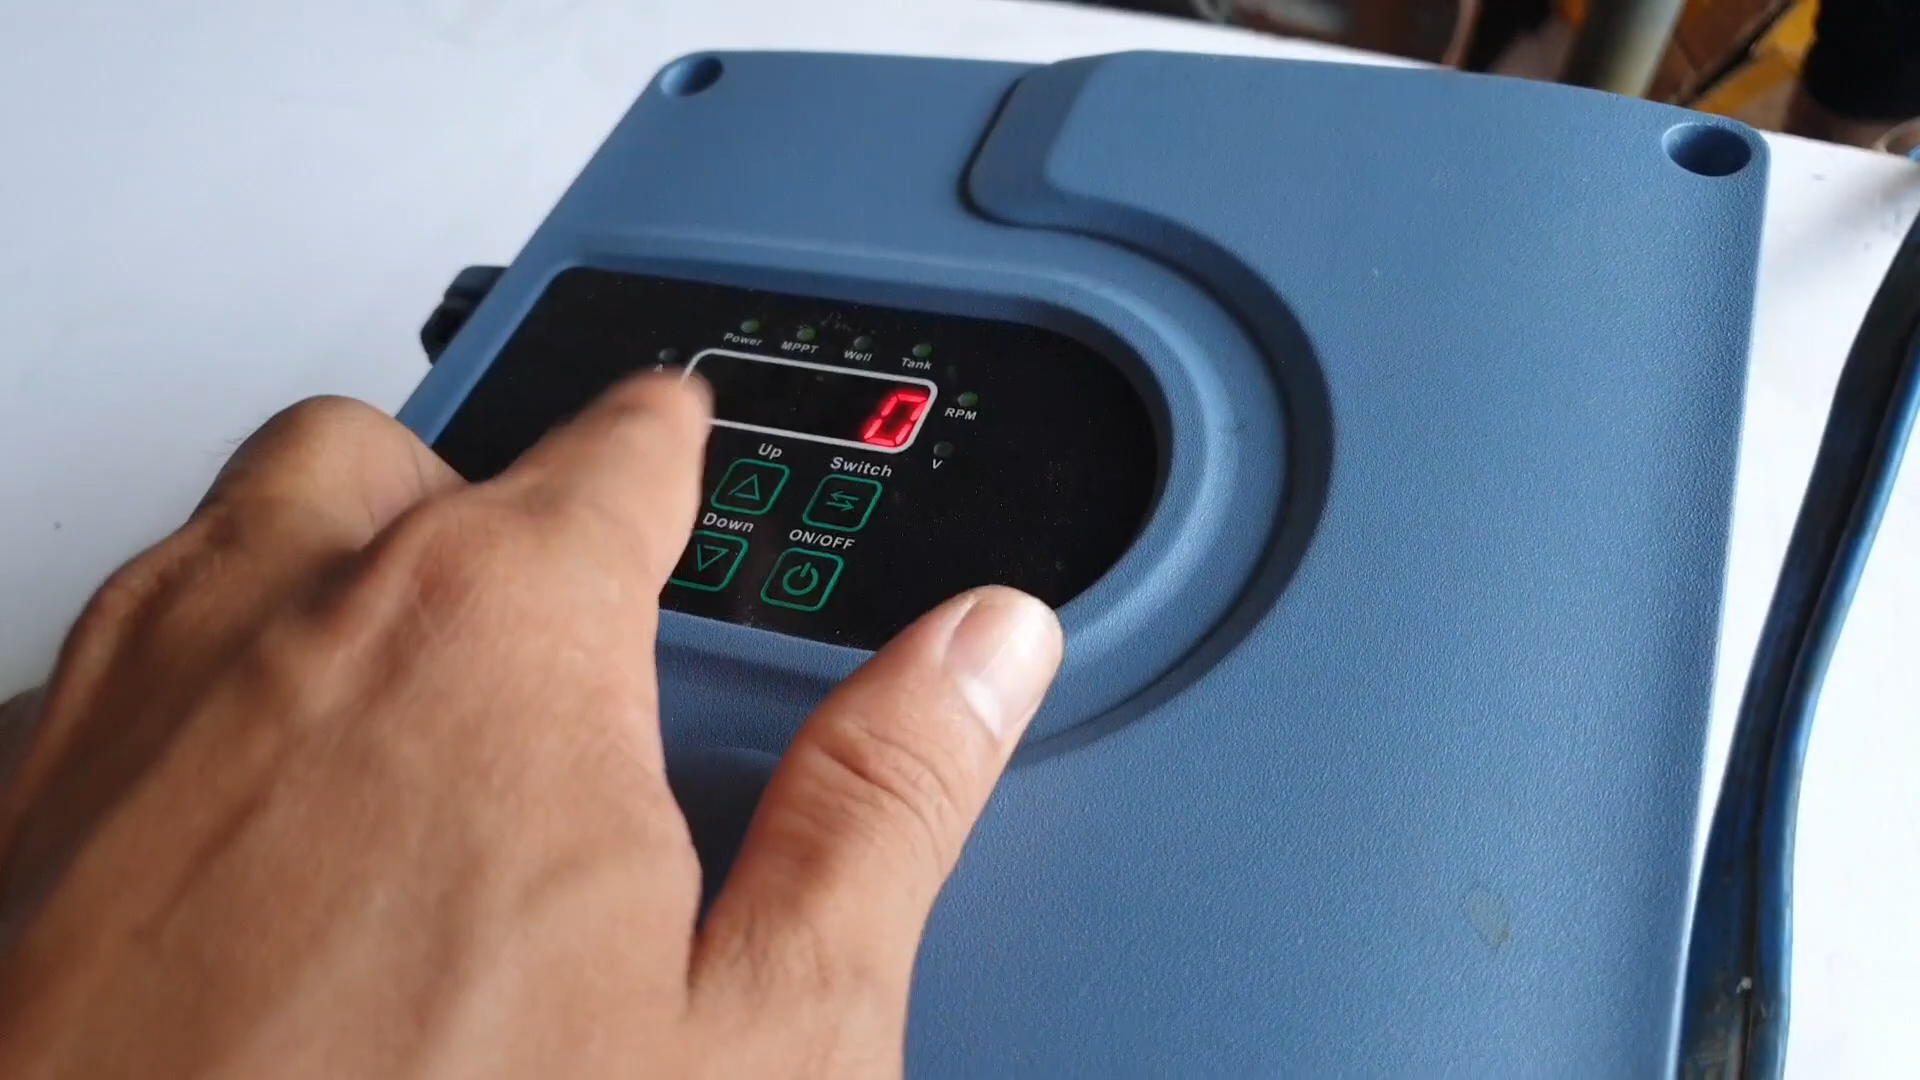 Power MPPT Well Tank
A
0
RPM
V
Up Switch
Down ON/OFF